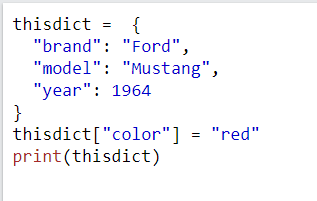 thisdict =  {
  "brand": "Ford",
  "model": "Mustang",
  "year": 1964
}
thisdict["color"] = "red"
print(thisdict)